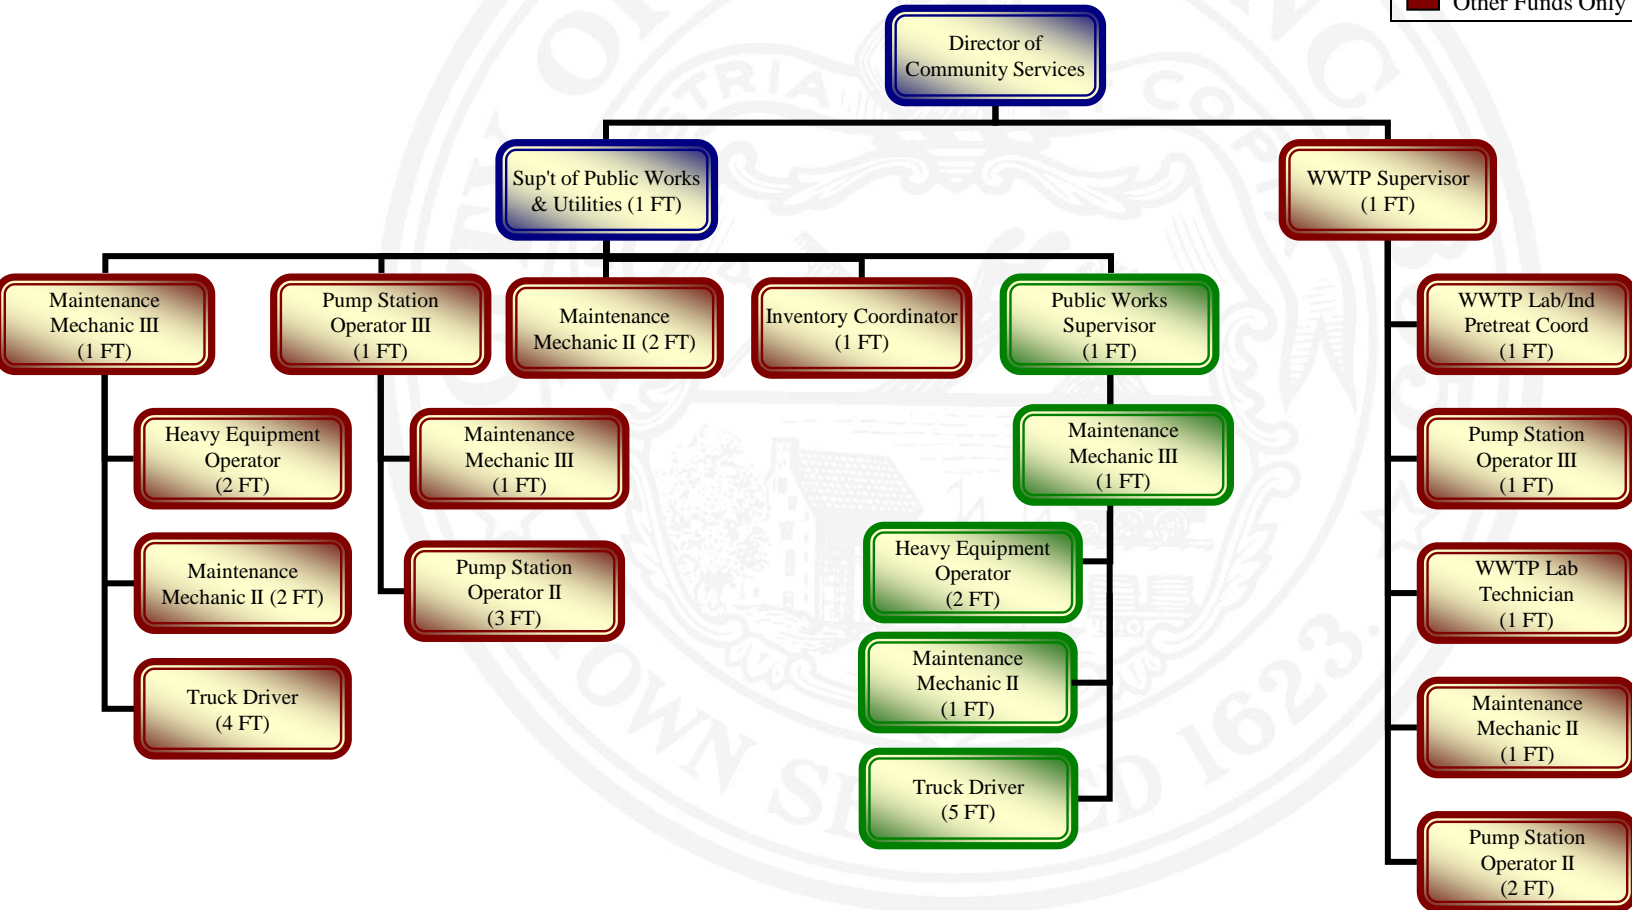 Other Funds Only
Director of
Community Services
Sup't of Public Works
& Utilities (1 FT)
WWTP Supervisor
(1 FT)
Maintenance
Mechanic III
(1 FT)
Pump Station
Operator III
(1 FT)
Maintenance
Mechanic II (2 FT)
Inventory Coordinator
(1 FT)
Public Works
Supervisor
(1 FT)
WWTP Lab/Ind
Pretreat Coord
(1 FT)
Heavy Equipment
Operator
(2 FT)
Maintenance
Mechanic III
(1 FT)
Maintenance
Mechanic III
(1 FT)
Pump Station
Operator III
(1 FT)
Maintenance
Mechanic II (2 FT)
Pump Station
Operator II
(3 FT)
Heavy Equipment
Operator
(2 FT)
WWTP Lab
Technician
(1 FT)
Truck Driver
(4 FT)
Maintenance
Mechanic II
(1 FT)
Maintenance
Mechanic II
(1 FT)
Truck Driver
(5 FT)
Pump Station
Operator II
(2 FT)
1623.